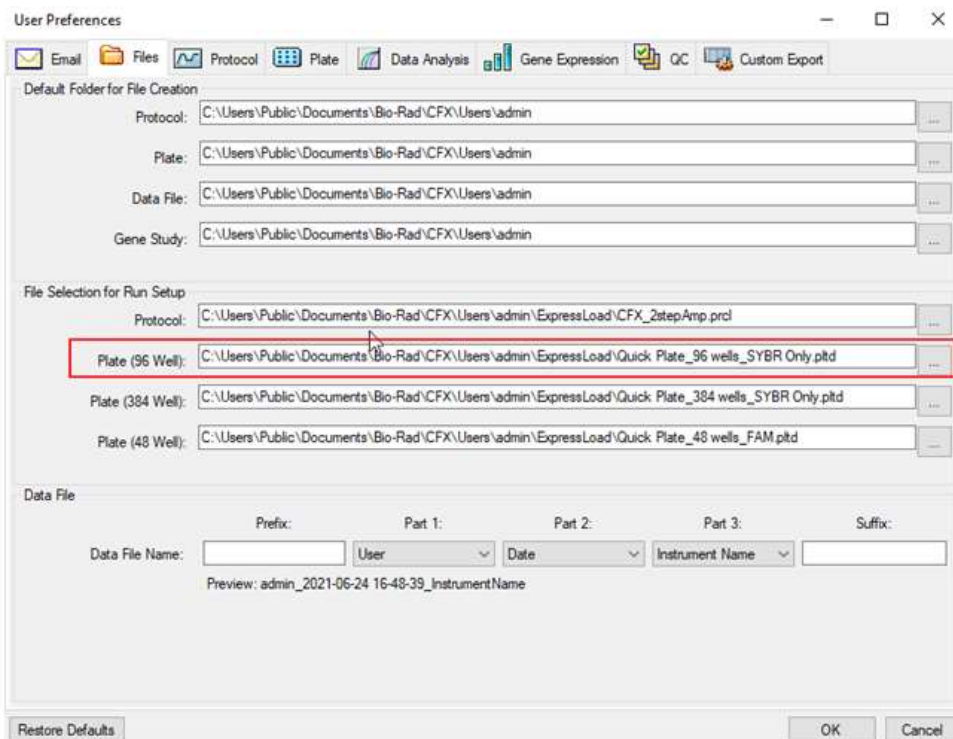 User Preferences
Email Files Protocol Plate Data Analysis Gene Expression QC Custom Export
Default Folder for File Creation
Protocol: C:\Users\Public\Documents\Bio-Rad\CFX\Users\admin ...
Plate: C:\Users\Public\Documents\Bio-Rad\CFX\Users\admin ...
Data File: C:\Users\Public\Documents\Bio-Rad\CFX\Users\admin ...
Gene Study: C:\Users\Public\Documents\Bio-Rad\CFX\Users\admin ...
File Selection for Run Setup
Protocol: C:\Users\Public\Documents\Bio-Rad\CFX\Users\admin\ExpressLoad\CFX_2stepAmp.prcl ...
Plate (96 Well): C:\Users\Public\Documents\Bio-Rad\CFX\Users\admin\ExpressLoad\Quick Plate_96 wells_SYBR Only.pltd ...
Plate (384 Well): C:\Users\Public\Documents\Bio-Rad\CFX\Users\admin\ExpressLoad\Quick Plate_384 wells_SYBR Only.pltd ...
Plate (48 Well): C:\Users\Public\Documents\Bio-Rad\CFX\Users\admin\ExpressLoad\Quick Plate_48 wells_FAM.pltd ...
Data File
Prefix: Part 1: Part 2: Part 3: Suffix:
Data File Name: User Date Instrument Name
Preview: admin_2021-06-24 16-48-39_InstrumentName
Restore Defaults OK Cancel